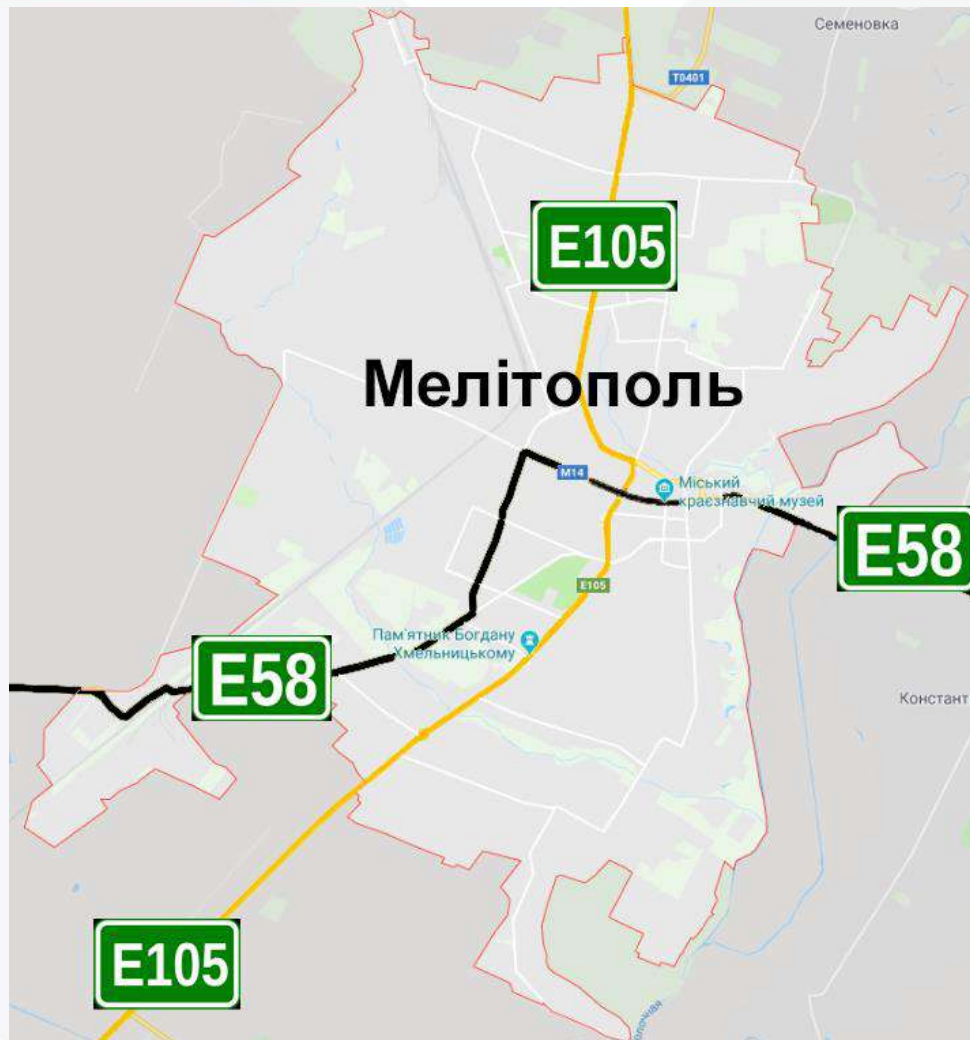 Семеновка
T0401
E105
Мелітополь
M14
Міський
краєзнавчий музей
E58
E105
Пам'ятник Богдану
Хмельницькому
E58
Констант
E105